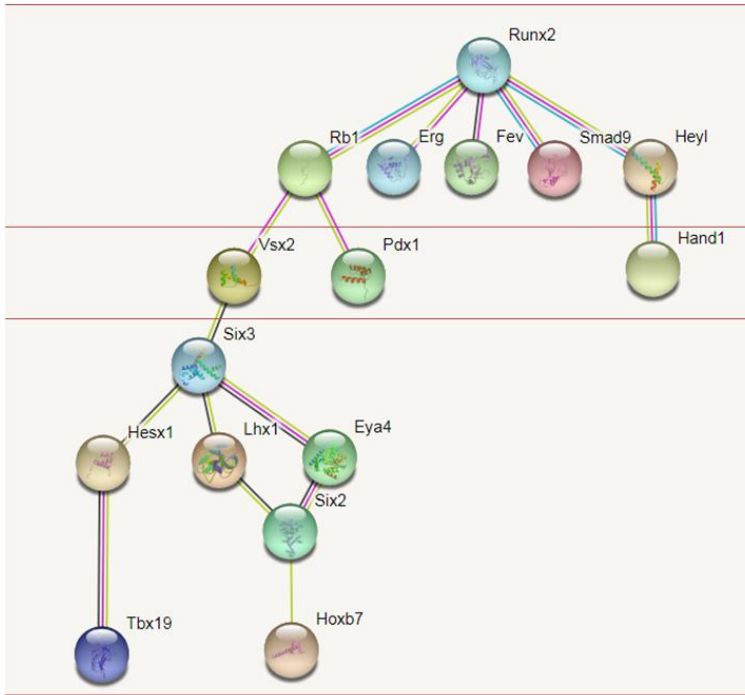 Runx2
Rb1
Erg
Fev
Smad9
Heyl
Vsx2
Pdx1
Hand1
Six3
Hesx1
Lhx1
Eya4
Six2
Tbx19
Hoxb7